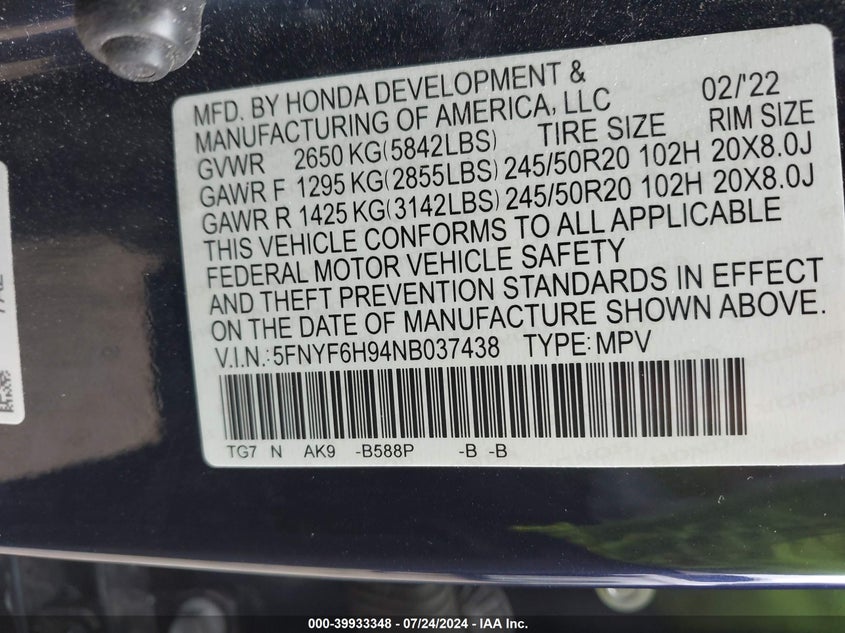 MFD. BY HONDA DEVELOPMENT & 02/'22
MANUFACTURING OF AMERICA, LLC
TIRE SIZE RIM SIZE
GVWR 2650 KG(5842LBS)
GAWR F 1295 KG(2855LBS) 245/50R20 102H 20X8.0J
GAWR R 1425 KG(3142LBS) 245/50R20 102H 20X8.0J
THIS VEHICLE CONFORMS TO ALL APPLICABLE
FEDERAL MOTOR VEHICLE SAFETY
AND THEFT PREVENTION STANDARDS IN EFFECT
ON THE DATE OF MANUFACTURE SHOWN ABOVE.
V.I.N.:5FNYF6H94NB037438 TYPE:MPV
TG7 N AK9 -B588P -B -B
000-39933348 / 07/24/2024 - IAA Inc.